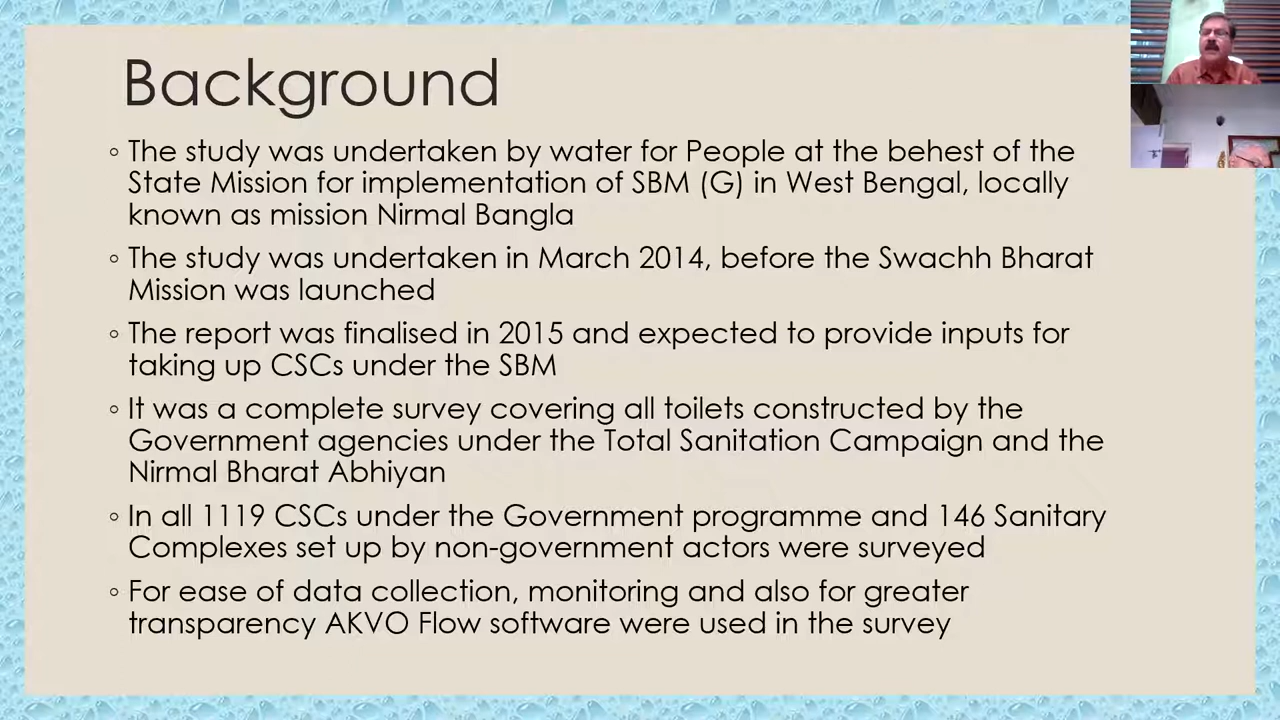 Background
◦ The study was undertaken by water for People at the behest of the
State Mission for implementation of SBM (G) in West Bengal, locally
known as mission Nirmal Bangla
◦ The study was undertaken in March 2014, before the Swachh Bharat
Mission was launched
◦ The report was finalised in 2015 and expected to provide inputs for
taking up CSCs under the SBM
◦ It was a complete survey covering all toilets constructed by the
Government agencies under the Total Sanitation Campaign and the
Nirmal Bharat Abhiyan
◦ In all 1119 CSCs under the Government programme and 146 Sanitary
Complexes set up by non-government actors were surveyed
◦ For ease of data collection, monitoring and also for greater
transparency AKVO Flow software were used in the survey